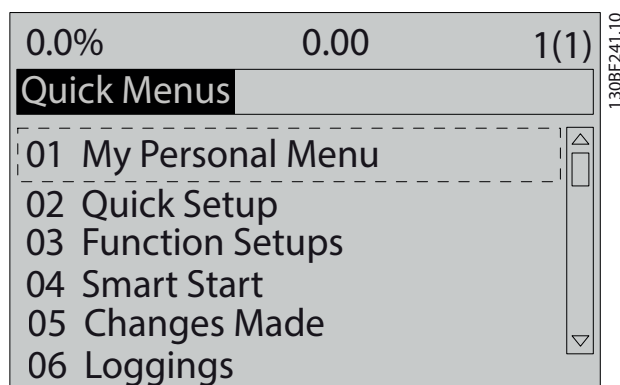 0.0% 0.00 1(1)
Quick Menus
01 My Personal Menu
02 Quick Setup
03 Function Setups
04 Smart Start
05 Changes Made
06 Loggings
130BF241.10